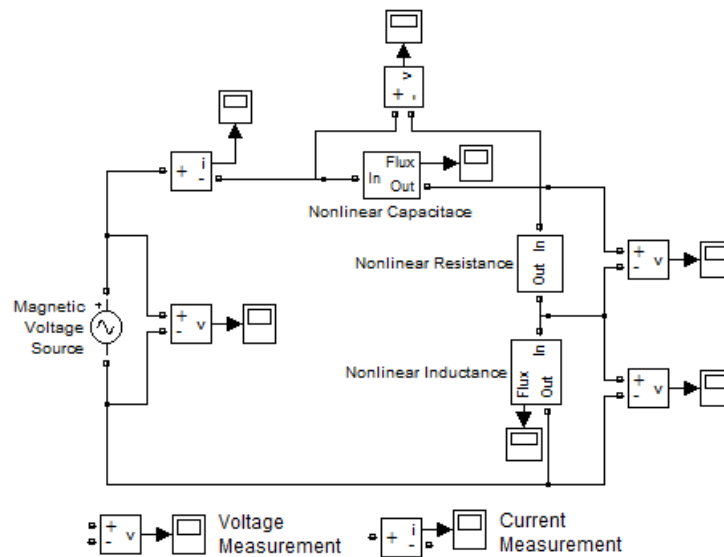 v
+ -
i
+ -
Flux
In
Out
Nonlinear Capacitace
In
Out
Nonlinear Resistance
+
- v
+
Magnetic
Voltage
Source
+
- v
In
Flux
Out
Nonlinear Inductance
+
- v
+
- v
Voltage
Measurement
i
+ -
Current
Measurement